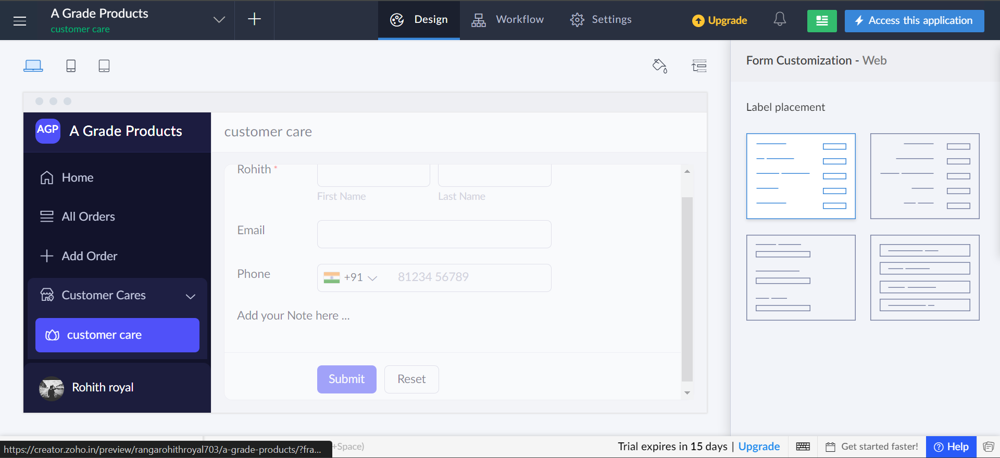 A Grade Products
customer care
Design
Workflow
Settings
Upgrade
Access this application
Form Customization - Web
Label placement
AGP
A Grade Products
Home
All Orders
Add Order
Customer Cares
customer care
Rohith royal
customer care
Rohith *
First Name
Last Name
Email
Phone
+91
81234 56789
Add your Note here ...
Submit
Reset
https://creator.zoho.in/preview/rangarohithroyal703/a-grade-products/?fra...
+Space)
Trial expires in 15 days | Upgrade
Get started faster!
Help